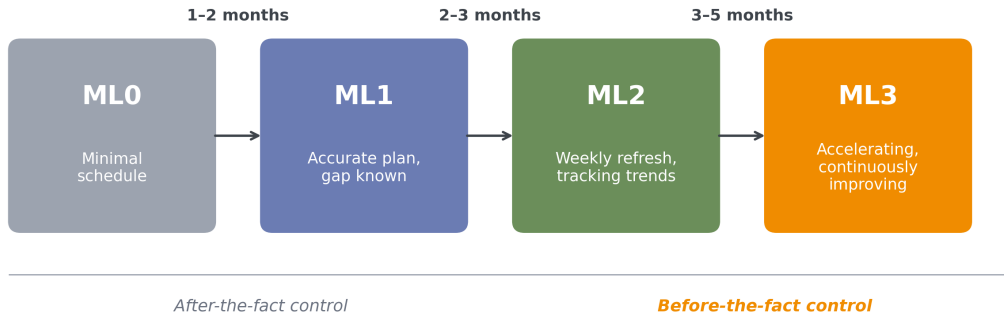 1–2 months
2–3 months
3–5 months
ML0
Minimal
schedule
ML1
Accurate plan,
gap known
ML2
Weekly refresh,
tracking trends
ML3
Accelerating,
continuously
improving
After-the-fact control
Before-the-fact control